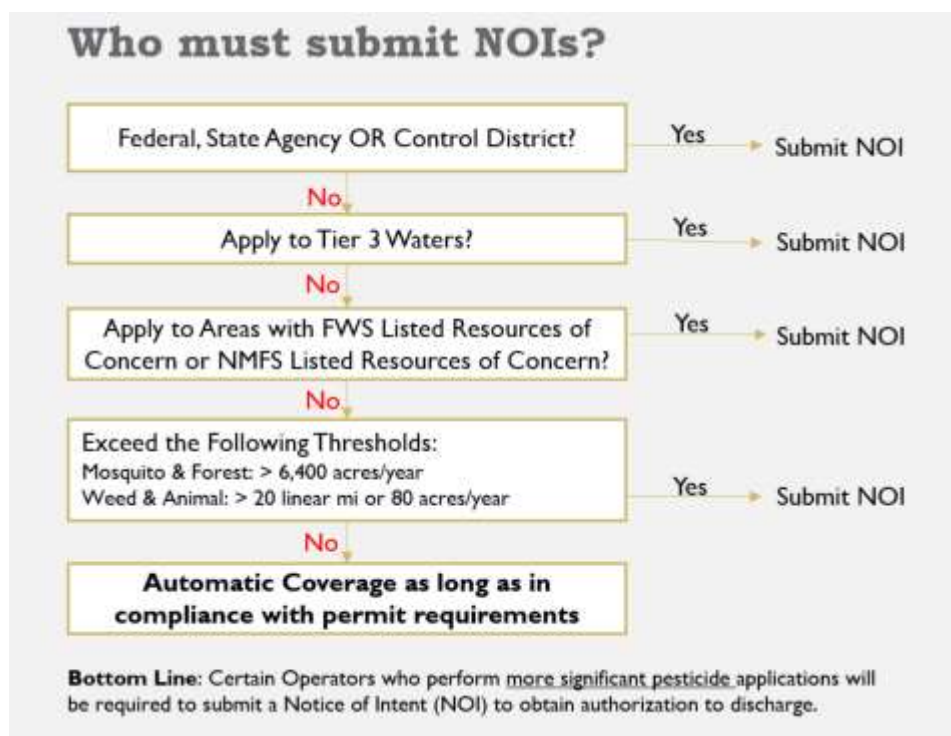 Who must submit NOIs?
Federal, State Agency OR Control District?
Yes
Submit NOI
No
Apply to Tier 3 Waters?
Yes
Submit NOI
No
Apply to Areas with FWS Listed Resources of
Concern or NMFS Listed Resources of Concern?
Yes
Submit NOI
No
Exceed the Following Thresholds:
Mosquito & Forest: > 6,400 acres/year
Weed & Animal: > 20 linear mi or 80 acres/year
Yes
Submit NOI
No
Automatic Coverage as long as in
compliance with permit requirements
Bottom Line: Certain Operators who perform more significant pesticide applications will
be required to submit a Notice of Intent (NOI) to obtain authorization to discharge.